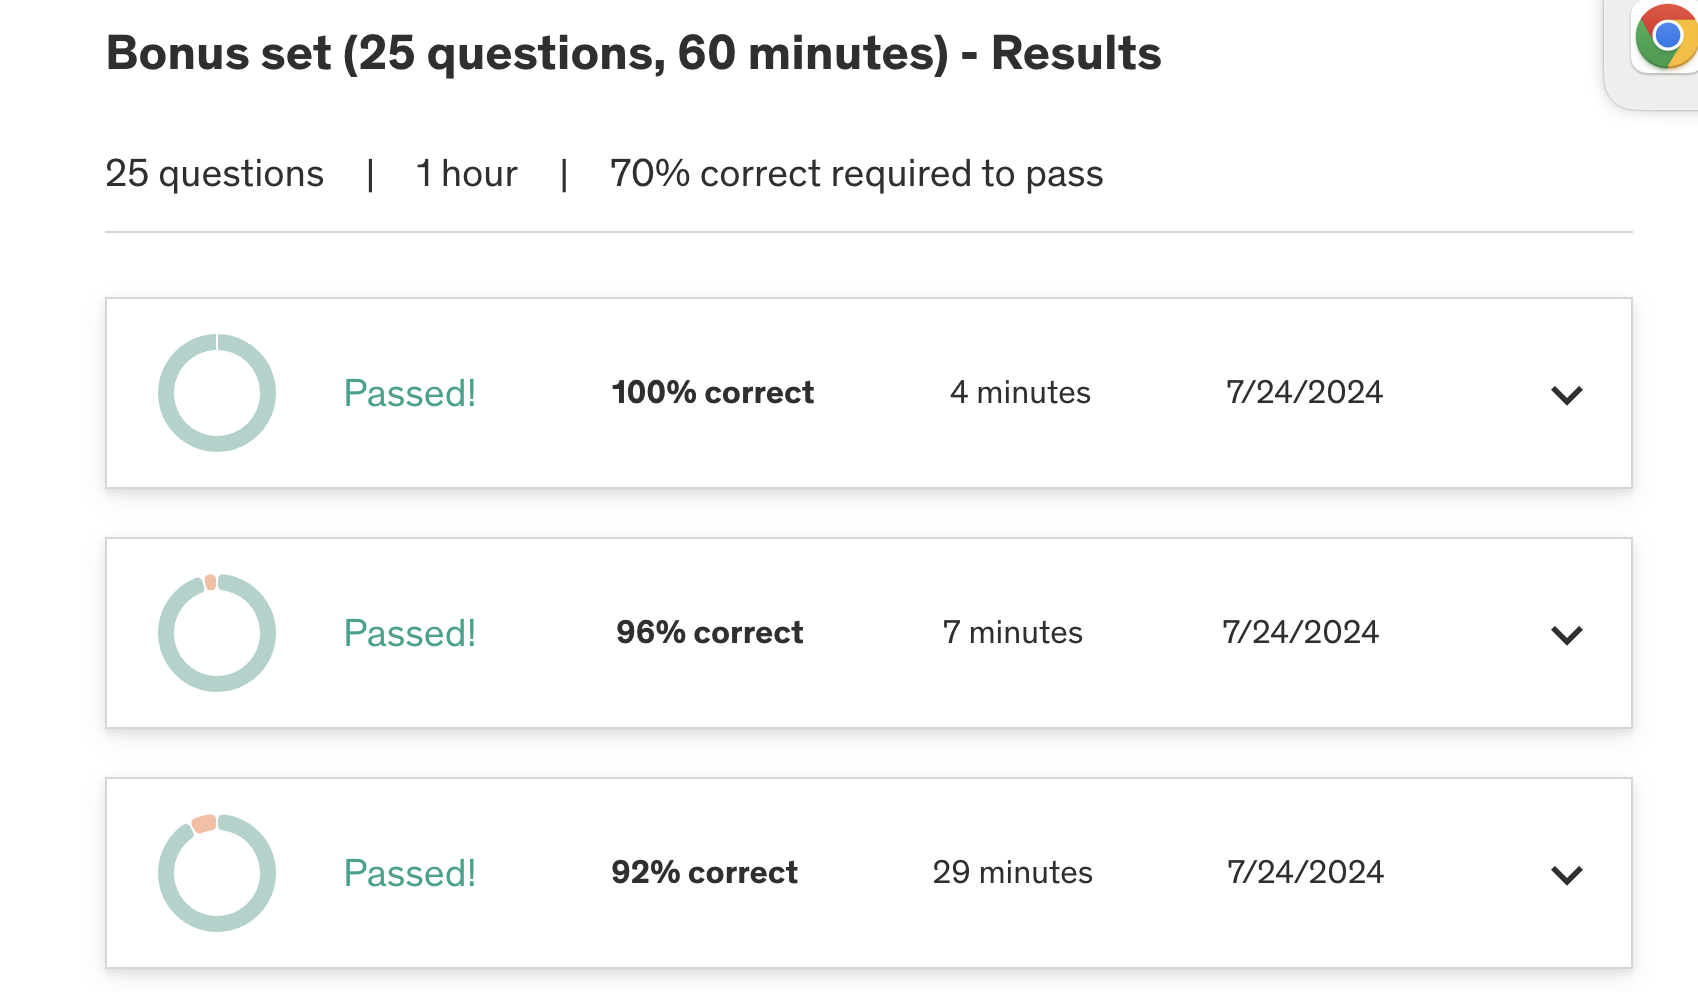 Bonus set (25 questions, 60 minutes) - Results
25 questions | 1 hour | 70% correct required to pass
Passed! 100% correct 4 minutes 7/24/2024
Passed! 96% correct 7 minutes 7/24/2024
Passed! 92% correct 29 minutes 7/24/2024